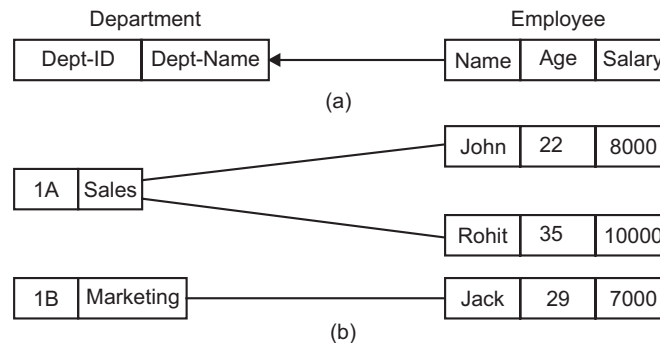 Department Employee
Dept-ID Dept-Name Name Age Salary
(a)
John 22 8000
1A Sales
Rohit 35 10000
1B Marketing Jack 29 7000
(b)